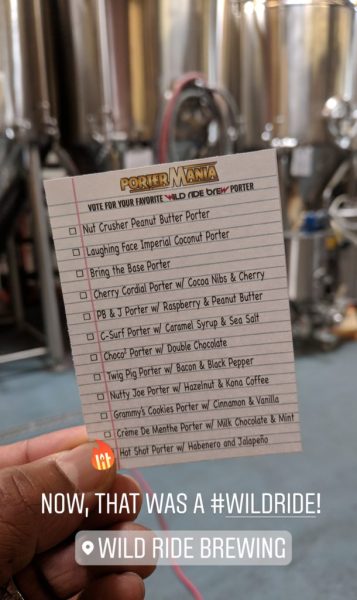 PORTER MANIA
VOTE FOR YOUR FAVORITE WILD RIDE BREW PORTER
Nut Crusher Peanut Butter Porter
Laughing Face Imperial Coconut Porter
Bring the Base Porter
Cherry Cordial Porter w/ Cocoa Nibs & Cherry
PB & J Porter w/ Raspberry & Peanut Butter
C-Surf Porter w/ Caramel Syrup & Sea Salt
Choco² Porter w/ Double Chocolate
Twig Pig Porter w/ Bacon & Black Pepper
Nutty Joe Porter w/ Hazelnut & Kona Coffee
Grammy's Cookies Porter w/ Cinnamon & Vanilla
Crème De Menthe Porter w/ Milk Chocolate & Mint
Hot Shot Porter w/ Habenero and Jalapeño
NOW, THAT WAS A #WILDRIDE!
WILD RIDE BREWING